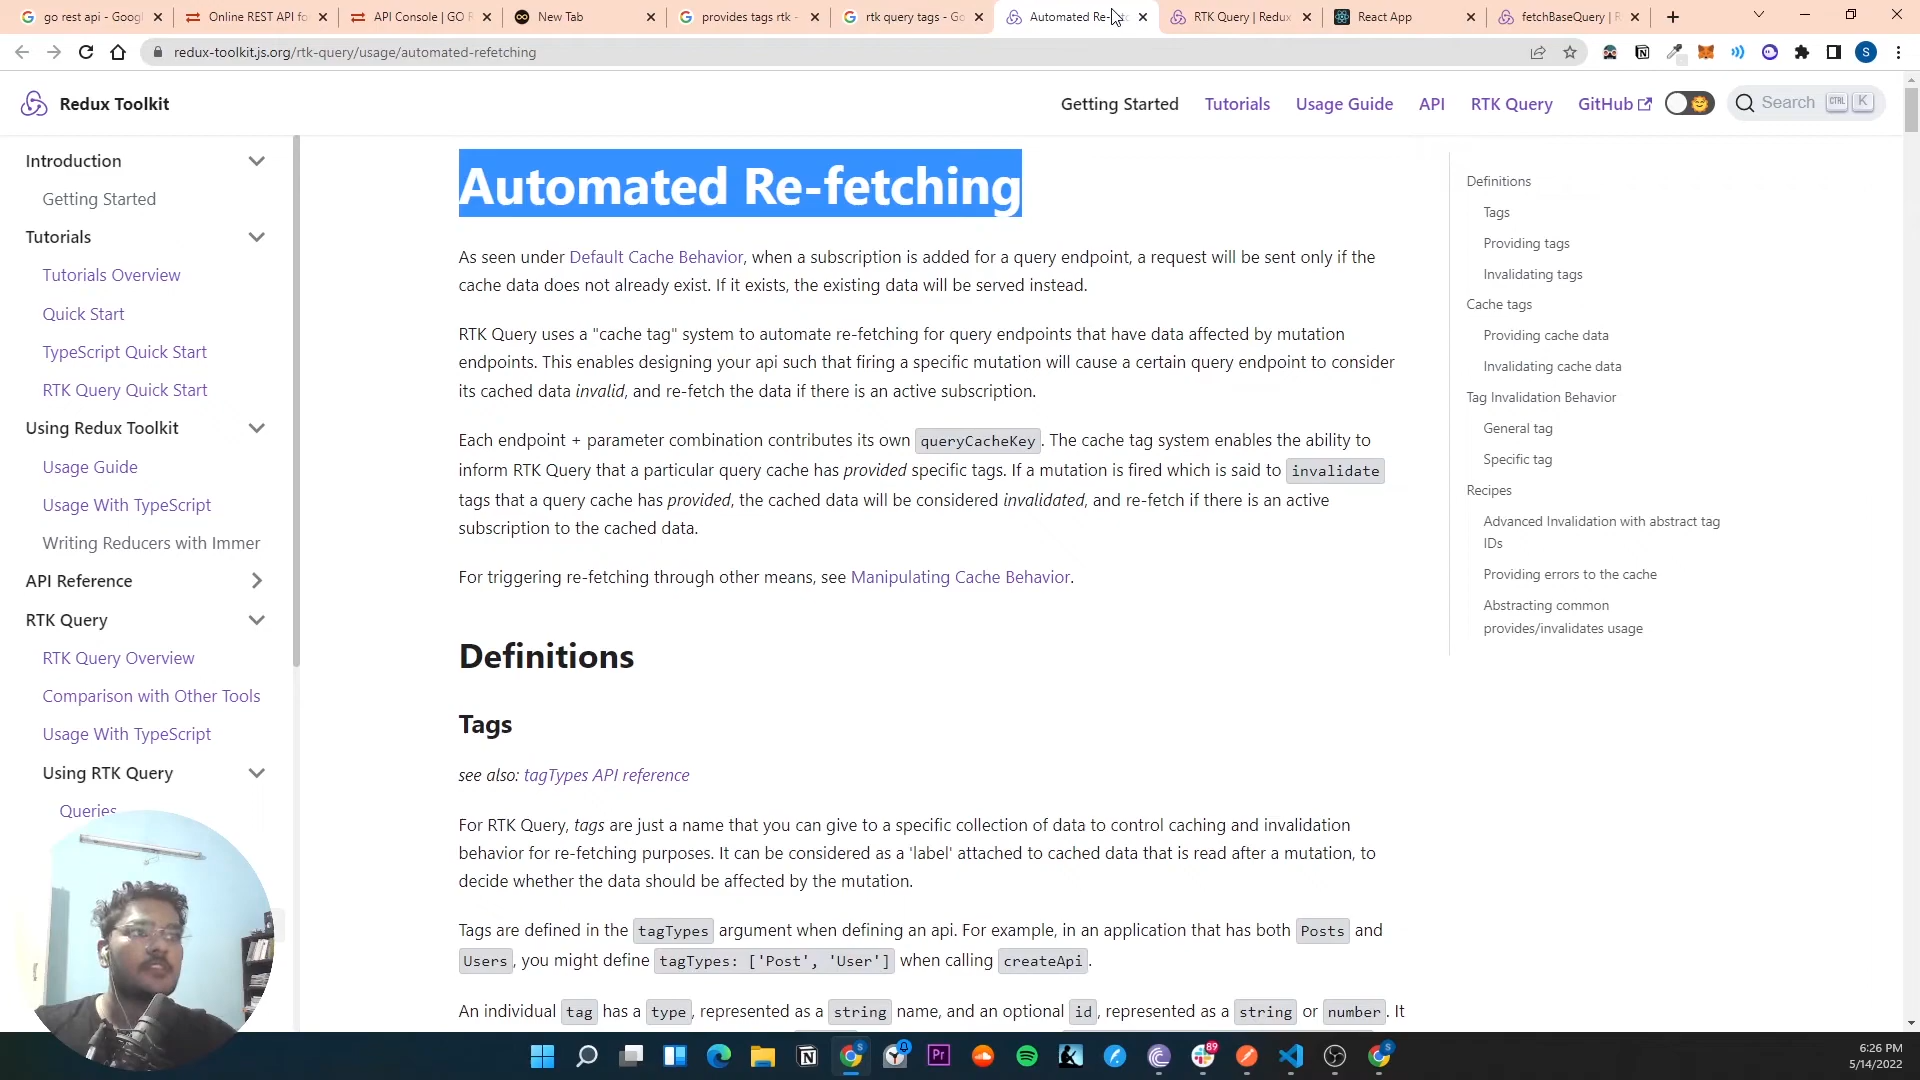 go rest api - Googl
Online REST API fo
API Console | GO R
New Tab
provides tags rtk -
rtk query tags - Go
Automated Re-
RTK Query | Redux
React App
fetchBaseQuery | R
redux-toolkit.js.org/rtk-query/usage/automated-refetching
Redux Toolkit
Getting Started
Tutorials
Usage Guide
API
RTK Query
GitHub
Search
CTRL
K
Introduction
Getting Started
Tutorials
Tutorials Overview
Quick Start
TypeScript Quick Start
RTK Query Quick Start
Using Redux Toolkit
Usage Guide
Usage With TypeScript
Writing Reducers with Immer
API Reference
RTK Query
RTK Query Overview
Comparison with Other Tools
Usage With TypeScript
Using RTK Query
Queries
Automated Re-fetching
As seen under Default Cache Behavior, when a subscription is added for a query endpoint, a request will be sent only if the
cache data does not already exist. If it exists, the existing data will be served instead.
RTK Query uses a "cache tag" system to automate re-fetching for query endpoints that have data affected by mutation
endpoints. This enables designing your api such that firing a specific mutation will cause a certain query endpoint to consider
its cached data invalid, and re-fetch the data if there is an active subscription.
Each endpoint + parameter combination contributes its own queryCacheKey. The cache tag system enables the ability to
inform RTK Query that a particular query cache has provided specific tags. If a mutation is fired which is said to invalidate
tags that a query cache has provided, the cached data will be considered invalidated, and re-fetch if there is an active
subscription to the cached data.
For triggering re-fetching through other means, see Manipulating Cache Behavior.
Definitions
Tags
see also: tagTypes API reference
For RTK Query, tags are just a name that you can give to a specific collection of data to control caching and invalidation
behavior for re-fetching purposes. It can be considered as a 'label' attached to cached data that is read after a mutation, to
decide whether the data should be affected by the mutation.
Tags are defined in the tagTypes argument when defining an api. For example, in an application that has both Posts and
Users, you might define tagTypes: ['Post', 'User'] when calling createApi.
An individual tag has a type, represented as a string name, and an optional id, represented as a string or number. It
Definitions
Tags
Providing tags
Invalidating tags
Cache tags
Providing cache data
Invalidating cache data
Tag Invalidation Behavior
General tag
Specific tag
Recipes
Advanced Invalidation with abstract tag
IDs
Providing errors to the cache
Abstracting common
provides/invalidates usage
S
Pr
89
6:26 PM
5/14/2022